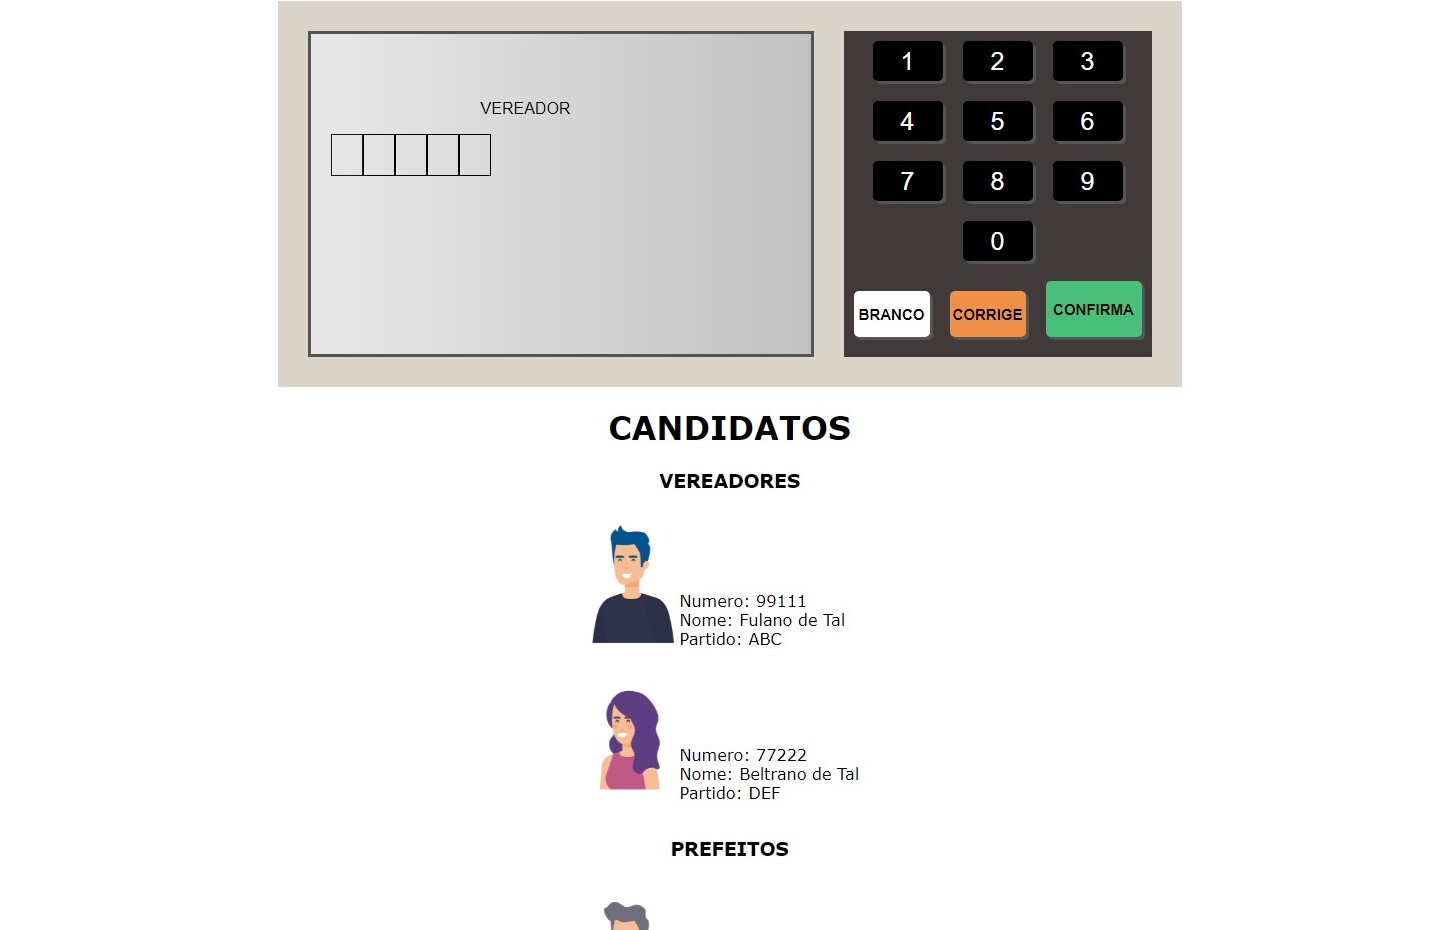 VEREADOR
1 2 3
4 5 6
7 8 9
0
BRANCO CORRIGE CONFIRMA
CANDIDATOS
VEREADORES
Numero: 99111
Nome: Fulano de Tal
Partido: ABC
Numero: 77222
Nome: Beltrano de Tal
Partido: DEF
PREFEITOS